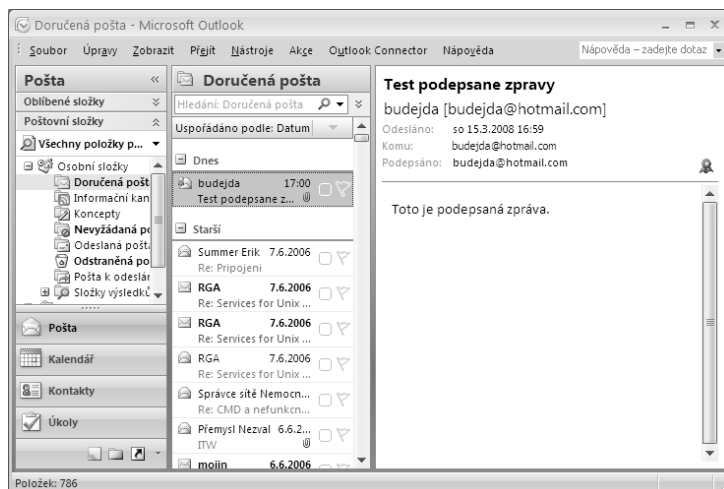 Doručená pošta - Microsoft Outlook
Soubor Úpravy Zobrazit Přejít Nástroje Akce Outlook Connector Nápověda Nápověda – zadejte dotaz
Pošta
Oblíbené složky
Poštovní složky
Všechny položky p...
Osobní složky
Doručená pošt
Informační kan
Koncepty
Nevyžádaná po
Odeslaná pošt
Odstraněná po
Pošta k odeslár
Složky výsledků
Pošta
Kalendář
Kontakty
Úkoly
Doručená pošta
Hledání: Doručená pošta
Uspořádáno podle: Datum
Dnes
budejda 17:00
Test podepsane z...
Starší
Summer Erik 7.6.2006
Re: Pripojeni
RGA 7.6.2006
Re: Services for Unix ...
RGA 7.6.2006
Re: Services for Unix ...
RGA 7.6.2006
Re: Services for Unix ...
Správce sítě Nemocn...
Re: CMD a nefunkcn...
Přemysl Nezval 6.6.2...
ITW
mojin 6.6.2006
Test podepsane zpravy
budejda [budejda@hotmail.com]
Odesláno: so 15.3.2008 16:59
Komu: budejda@hotmail.com
Podepsáno: budejda@hotmail.com
Toto je podepsaná zpráva.
Položek: 786